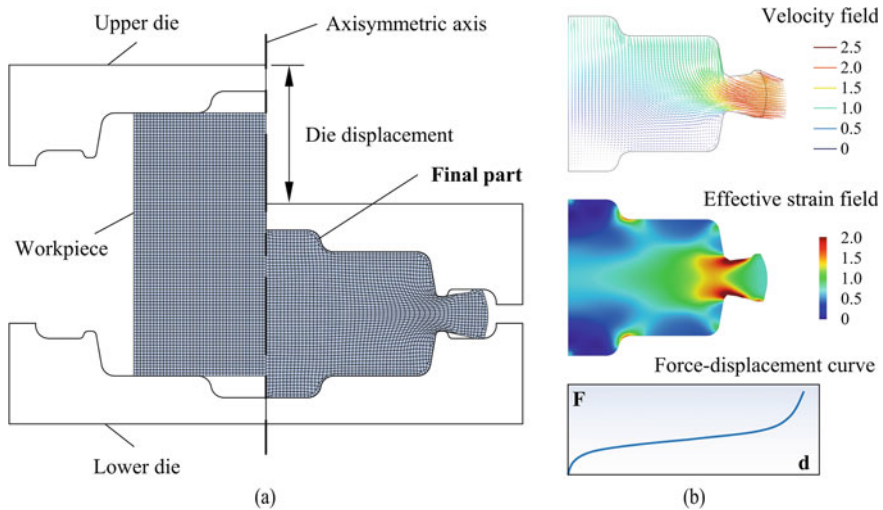 Upper die
Axisymmetric axis
Die displacement
Final part
Workpiece
Lower die
(a)
Velocity field
2.5
2.0
1.5
1.0
0.5
0
Effective strain field
2.0
1.5
1.0
0.5
0
Force-displacement curve
F
d
(b)